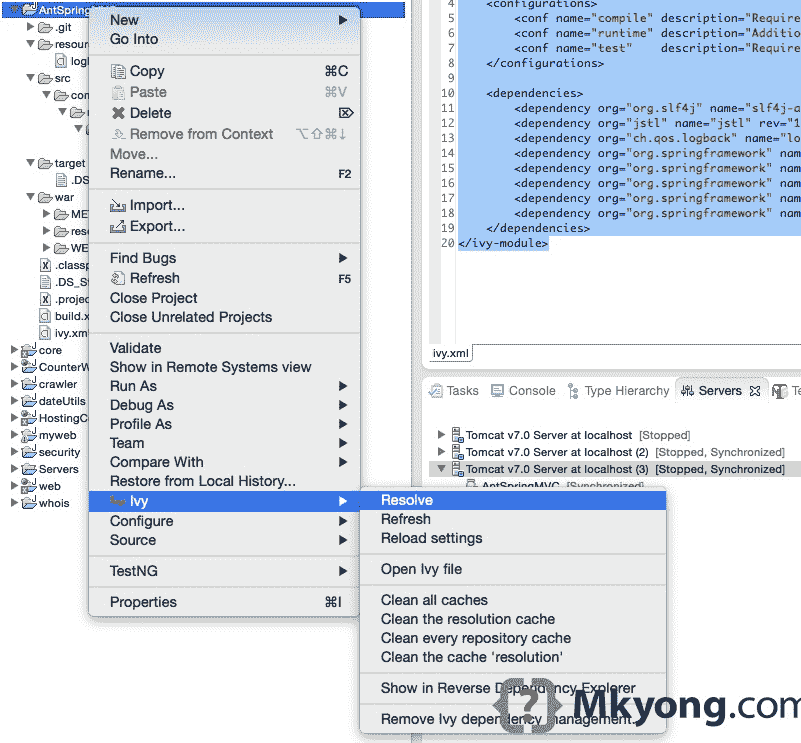 AntSpringMVC
.git
resour
logb
src
com
target
.DS
war
ME
res
WE
.classp
.DS_St
.projec
build.x
ivy.xm
core
CounterW
crawler
dateUtils
HostingC
myweb
security
Servers
web
whois
New
Go Into
Copy ⌘C
Paste ⌘V
Delete ⌦
Remove from Context ⌥⇧⌘↓
Move...
Rename... F2
Import...
Export...
Find Bugs
Refresh F5
Close Project
Close Unrelated Projects
Validate
Show in Remote Systems view
Run As
Debug As
Profile As
Team
Compare With
Restore from Local History...
Ivy
Configure
Source
TestNG
Properties ⌘I
Resolve
Refresh
Reload settings
Open Ivy file
Clean all caches
Clean the resolution cache
Clean every repository cache
Clean the cache 'resolution'
Show in Reverse Dependency Explorer
Remove Ivy dependency management...
4 <configurations>
5 <conf name="compile" description="Require
6 <conf name="runtime" description="Additio
7 <conf name="test" description="Require
8 </configurations>
9
10 <dependencies>
11 <dependency org="org.slf4j" name="slf4j-a
12 <dependency org="jstl" name="jstl" rev="1
13 <dependency org="ch.qos.logback" name="lo
14 <dependency org="org.springframework" nam
15 <dependency org="org.springframework" nam
16 <dependency org="org.springframework" nam
17 <dependency org="org.springframework" nam
18 <dependency org="org.springframework" nam
19 </dependencies>
20 </ivy-module>
ivy.xml
Tasks Console Type Hierarchy Servers Te
Tomcat v7.0 Server at localhost [Stopped]
Tomcat v7.0 Server at localhost (2) [Stopped, Synchronized]
Tomcat v7.0 Server at localhost (3) [Stopped, Synchronized]
AntSpringMVC [Synchronized]
Mkyong.com